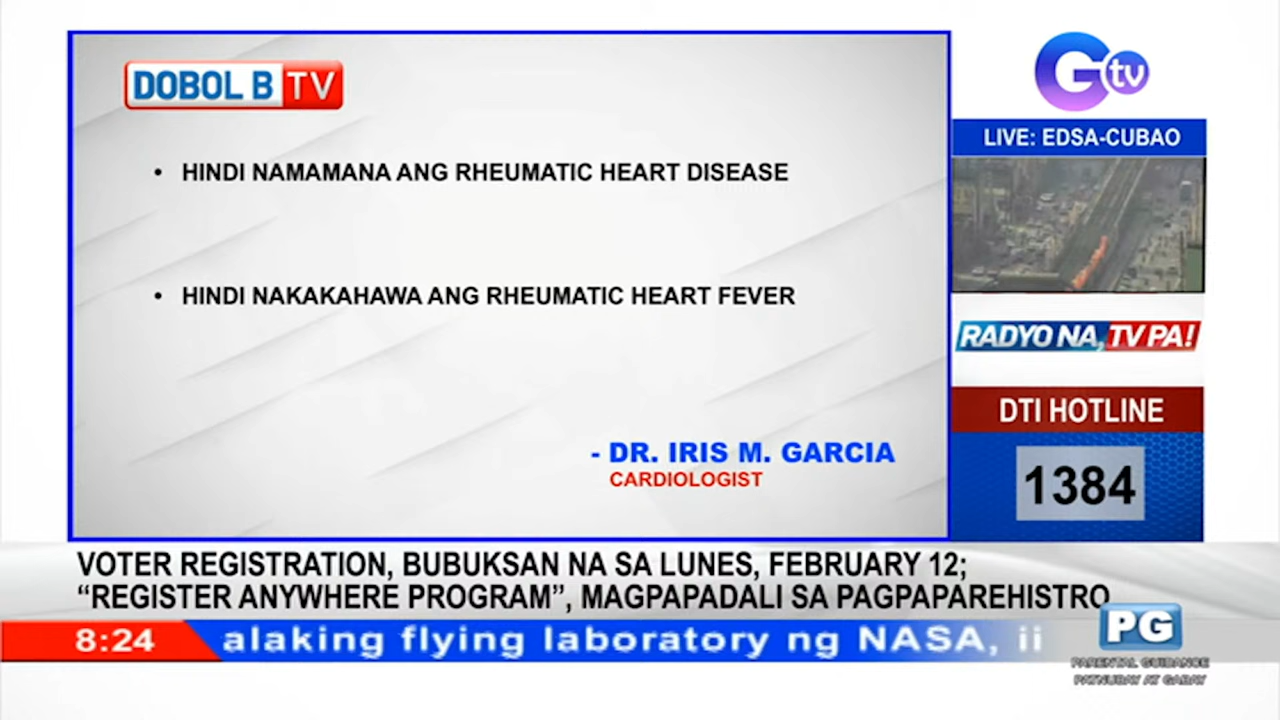 DOBOL B TV
• HINDI NAMAMANA ANG RHEUMATIC HEART DISEASE
• HINDI NAKAKAHAWA ANG RHEUMATIC HEART FEVER
- DR. IRIS M. GARCIA
CARDIOLOGIST
Gtv
LIVE: EDSA-CUBAO
RADYO NA, TV PA!
DTI HOTLINE
1384
VOTER REGISTRATION, BUBUKSAN NA SA LUNES, FEBRUARY 12;
“REGISTER ANYWHERE PROGRAM”, MAGPAPADALI SA PAGPAPAREHISTRO
8:24 alaking flying laboratory ng NASA, ii
PG
PARENTAL GUIDANCE
PATNUBAY AT GABAY